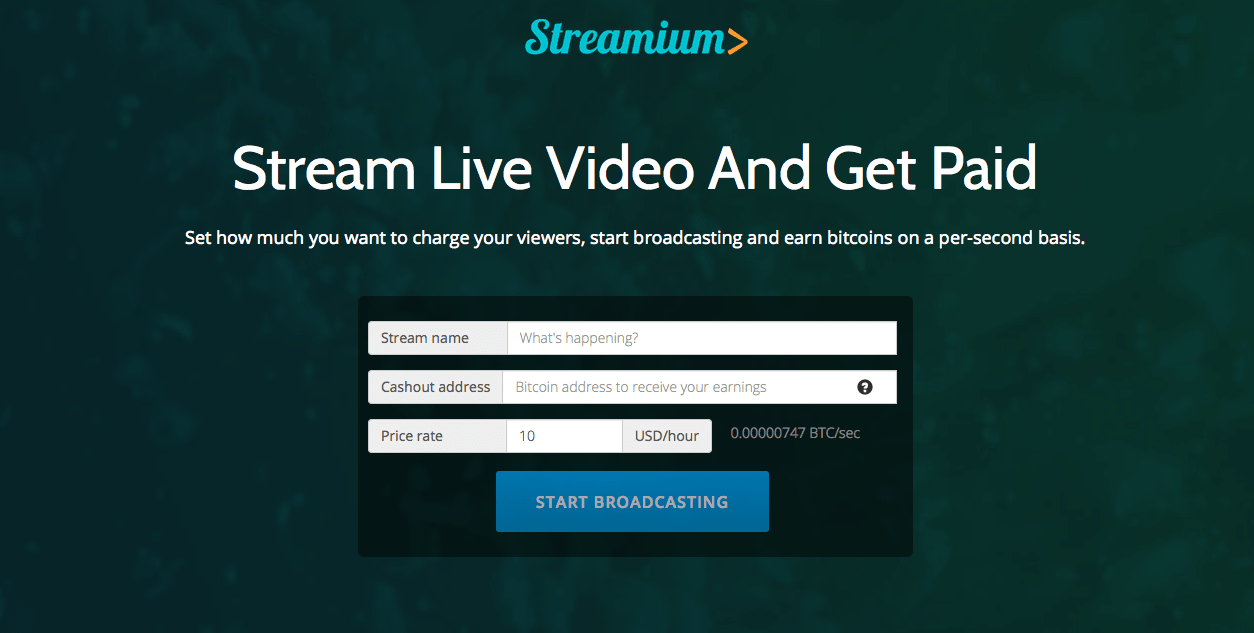 Streamium>
Stream Live Video And Get Paid
Set how much you want to charge your viewers, start broadcasting and earn bitcoins on a per-second basis.
Stream name What's happening?
Cashout address Bitcoin address to receive your earnings ?
Price rate 10 USD/hour 0.00000747 BTC/sec
START BROADCASTING